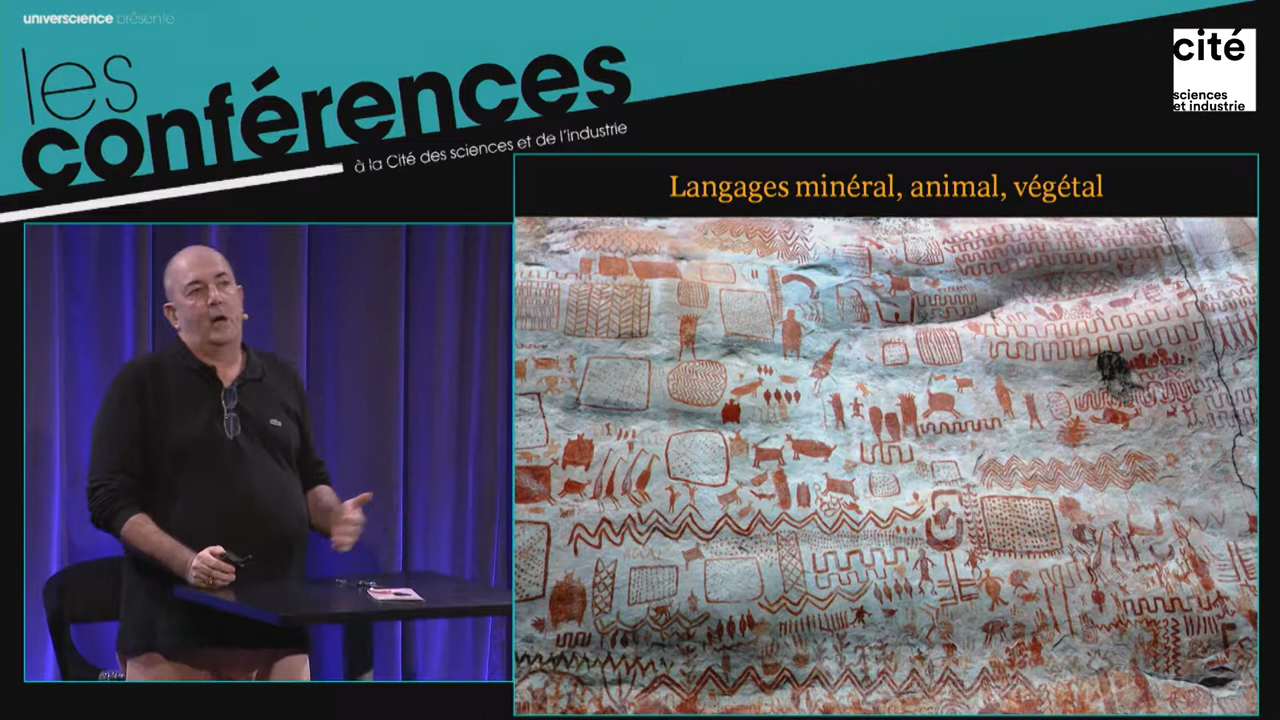 universcience présente
les
conférences
à la Cité des sciences et de l'industrie
cité
sciences
et industrie
Langages minéral, animal, végétal